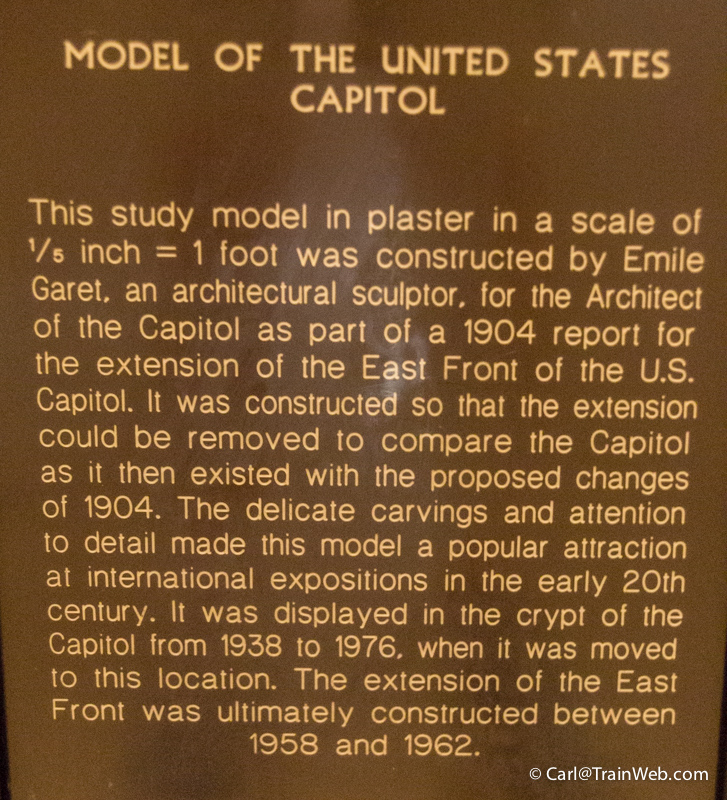 MODEL OF THE UNITED STATES
CAPITOL
This study model in plaster in a scale of
1/5 inch = 1 foot was constructed by Emile
Garet, an architectural sculptor, for the Architect
of the Capitol as part of a 1904 report for
the extension of the East Front of the U.S.
Capitol. It was constructed so that the extension
could be removed to compare the Capitol
as it then existed with the proposed changes
of 1904. The delicate carvings and attention
to detail made this model a popular attraction
at international expositions in the early 20th
century. It was displayed in the crypt of the
Capitol from 1938 to 1976, when it was moved
to this location. The extension of the East
Front was ultimately constructed between
1958 and 1962.
© Carl@TrainWeb.com